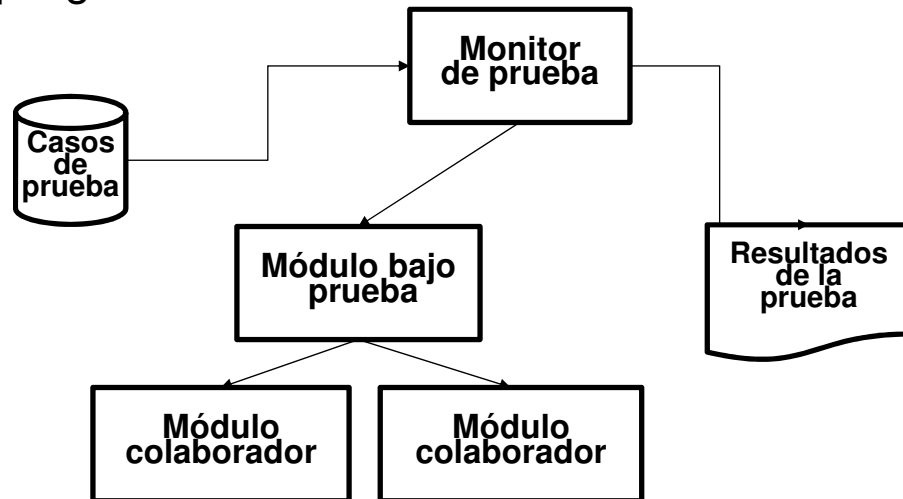 Monitor
de prueba
Casos
de
prueba
Módulo bajo
prueba
Resultados
de la
prueba
Módulo
colaborador
Módulo
colaborador